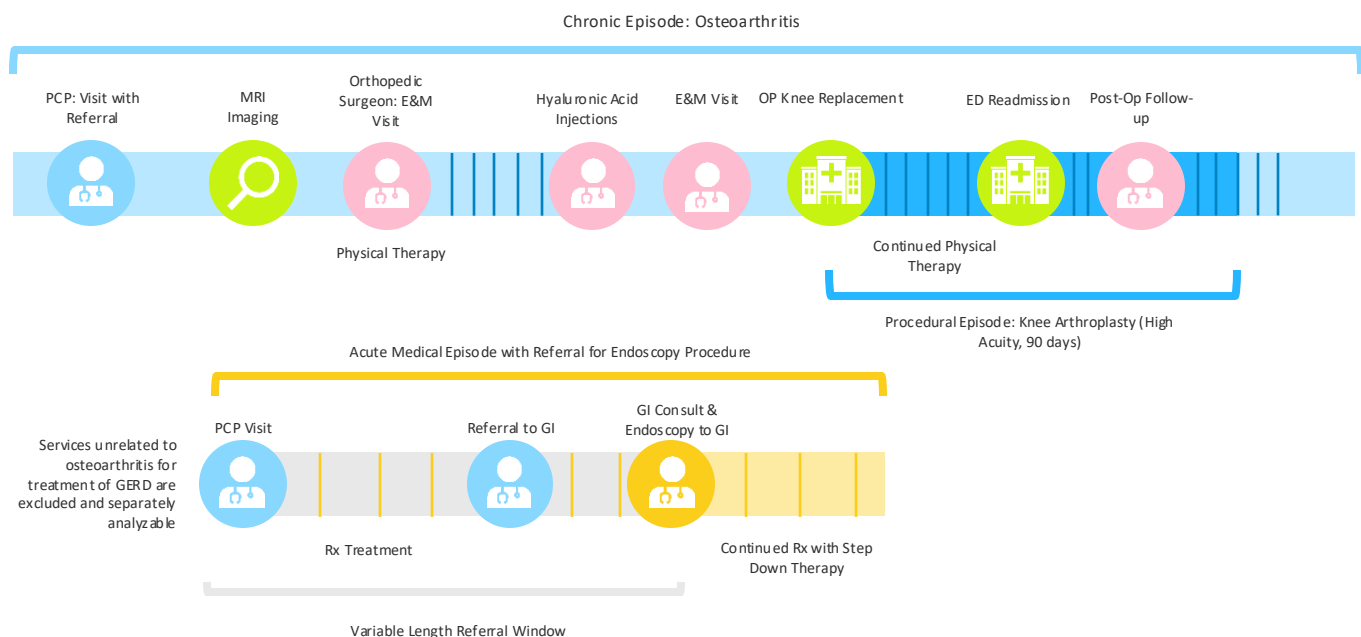 Chronic Episode: Osteoarthritis
PCP: Visit with
Referral
MRI
Imaging
Orthopedic
Surgeon: E&M
Visit
Hyaluronic Acid
Injections
E&M Visit
OP Knee Replacement
ED Readmission
Post-Op Follow-
up
Physical Therapy
Continued Physical
Therapy
Procedural Episode: Knee Arthroplasty (High
Acuity, 90 days)
Acute Medical Episode with Referral for Endoscopy Procedure
Services unrelated to
osteoarthritis for
treatment of GERD are
excluded and separately
analyzable
PCP Visit
Referral to GI
GI Consult &
Endoscopy to GI
Rx Treatment
Continued Rx with Step
Down Therapy
Variable Length Referral Window